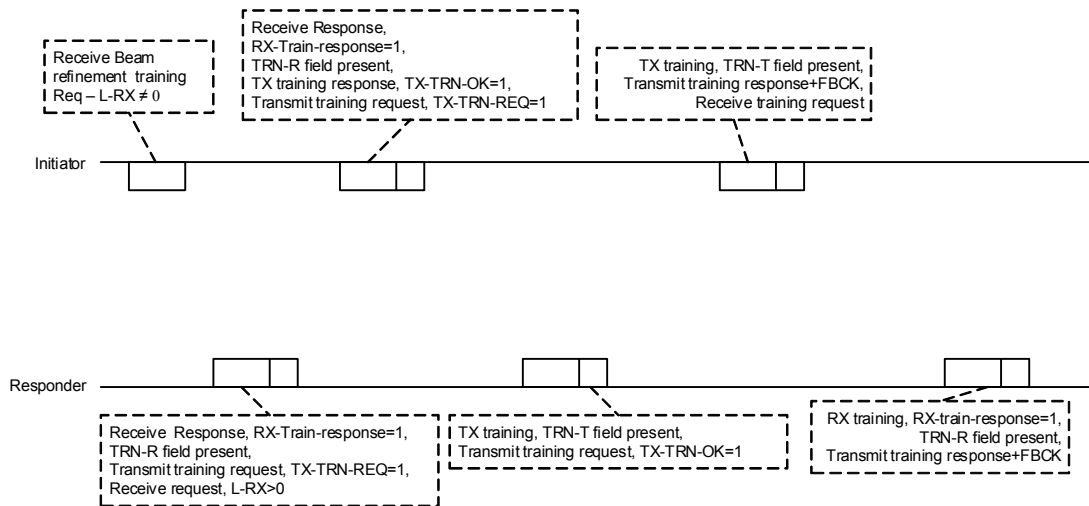 Receive Beam
refinement training
Req – L-RX ≠ 0
Receive Response,
RX-Train-response=1,
TRN-R field present,
TX training response, TX-TRN-OK=1,
Transmit training request, TX-TRN-REQ=1
TX training, TRN-T field present,
Transmit training response+FBCK,
Receive training request
Initiator
Responder
Receive Response, RX-Train-response=1,
TRN-R field present,
Transmit training request, TX-TRN-REQ=1,
Receive request, L-RX>0
TX training, TRN-T field present,
Transmit training request, TX-TRN-OK=1
RX training, RX-train-response=1,
TRN-R field present,
Transmit training response+FBCK